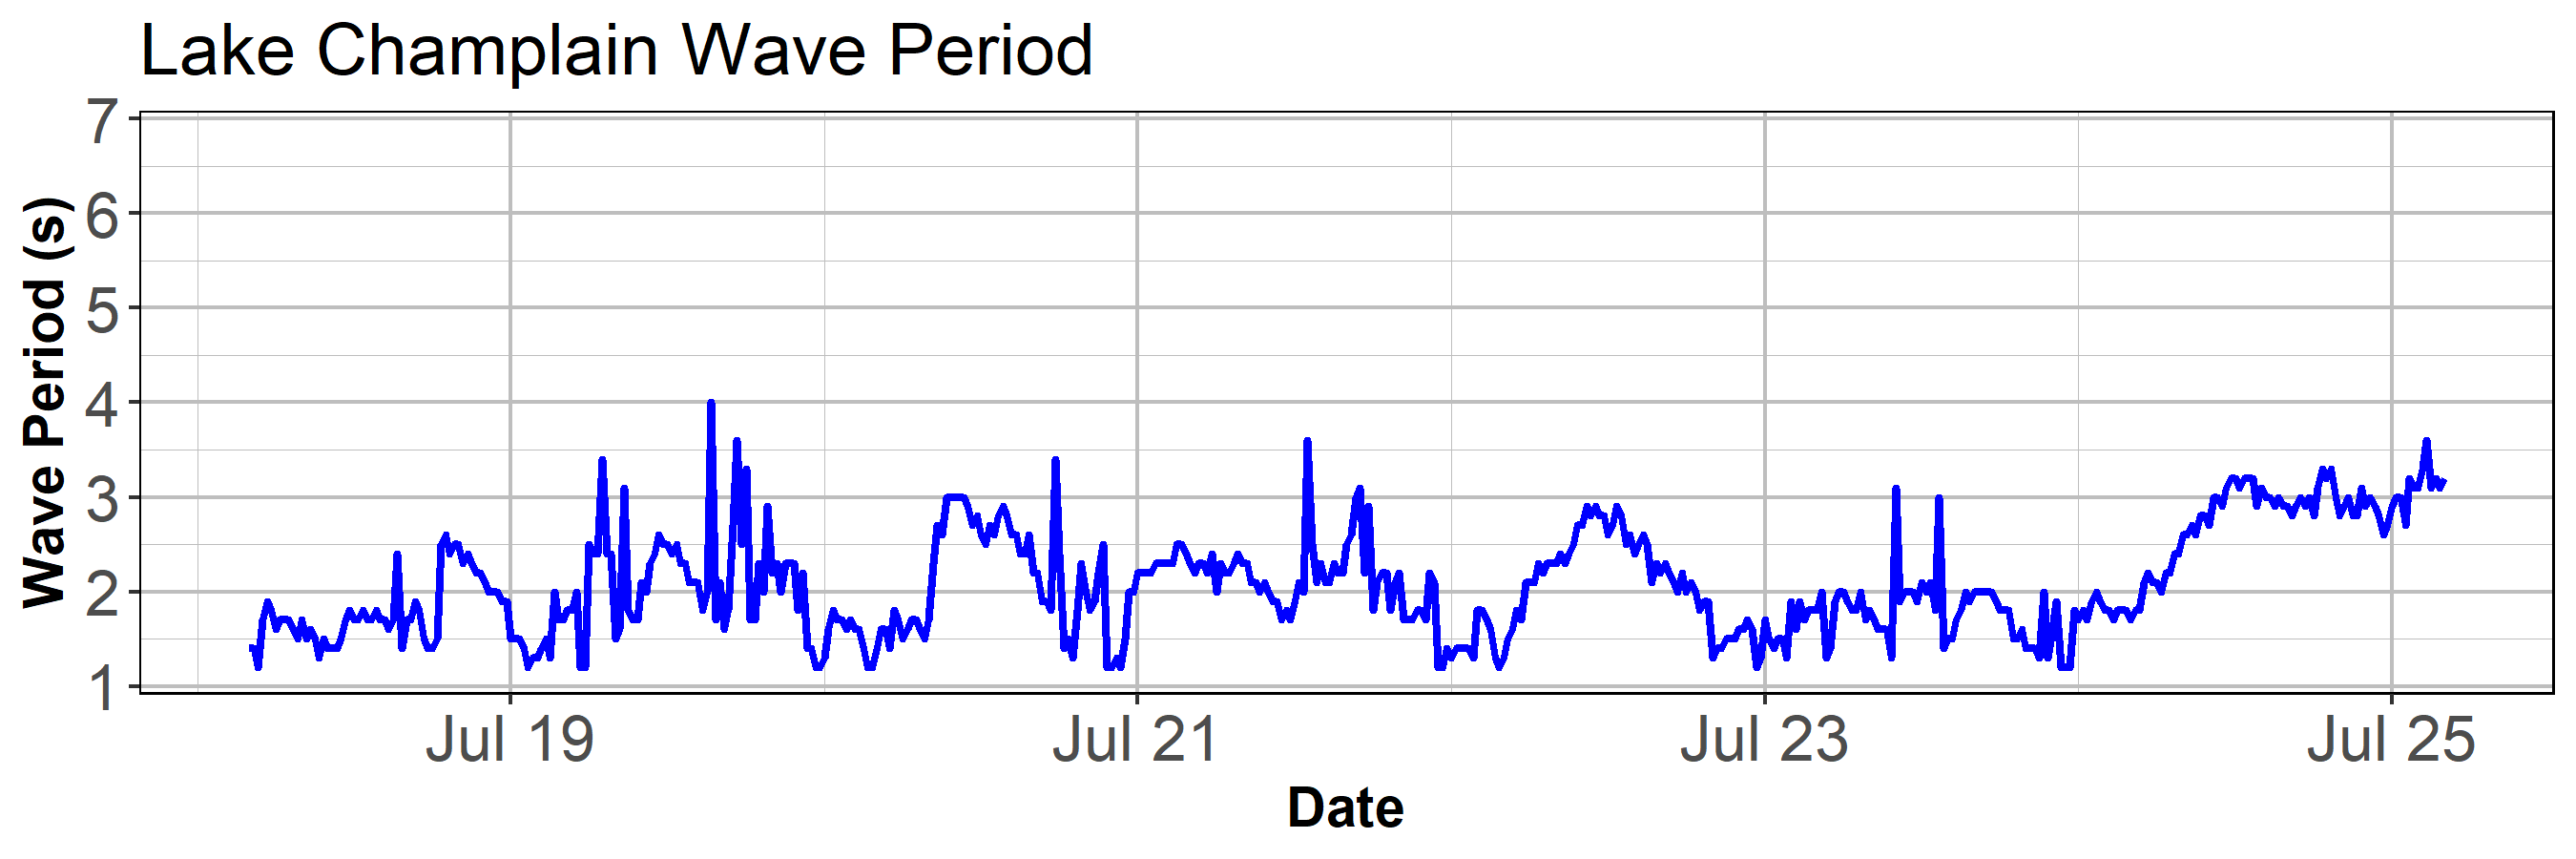 Lake Champlain Wave Period
Wave Period (s)
7
6
5
4
3
2
1
Jul 19
Jul 21
Jul 23
Jul 25
Date